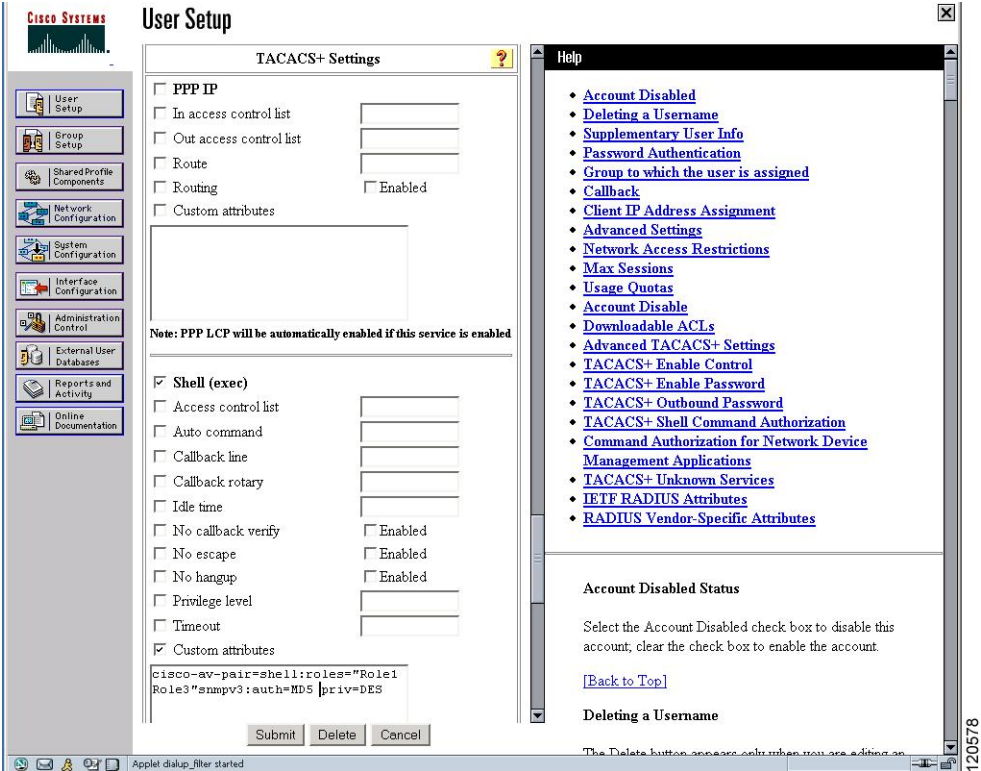 CISCO SYSTEMS
User Setup
User
Setup
Group
Setup
Shared Profile
Components
Network
Configuration
System
Configuration
Interface
Configuration
Administration
Control
External User
Databases
Reports and
Activity
Online
Documentation
TACACS+ Settings
?
PPP IP
In access control list
Out access control list
Route
Routing
Enabled
Custom attributes
Note: PPP LCP will be automatically enabled if this service is enabled
Shell (exec)
Access control list
Auto command
Callback line
Callback rotary
Idle time
No callback verify
Enabled
No escape
Enabled
No hangup
Enabled
Privilege level
Timeout
Custom attributes
cisco-av-pair=shell:roles="Role1
Role3"snmpv3:auth=MD5 priv=DES
Submit
Delete
Cancel
Help
Account Disabled
Deleting a Username
Supplementary User Info
Password Authentication
Group to which the user is assigned
Callback
Client IP Address Assignment
Advanced Settings
Network Access Restrictions
Max Sessions
Usage Quotas
Account Disable
Downloadable ACLs
Advanced TACACS+ Settings
TACACS+ Enable Control
TACACS+ Enable Password
TACACS+ Outbound Password
TACACS+ Shell Command Authorization
Command Authorization for Network Device
Management Applications
TACACS+ Unknown Services
IETF RADIUS Attributes
RADIUS Vendor-Specific Attributes
Account Disabled Status
Select the Account Disabled check box to disable this
account; clear the check box to enable the account.
[Back to Top]
Deleting a Username
The Delete button appears only when you are editing an
Applet dialup_filter started
120578